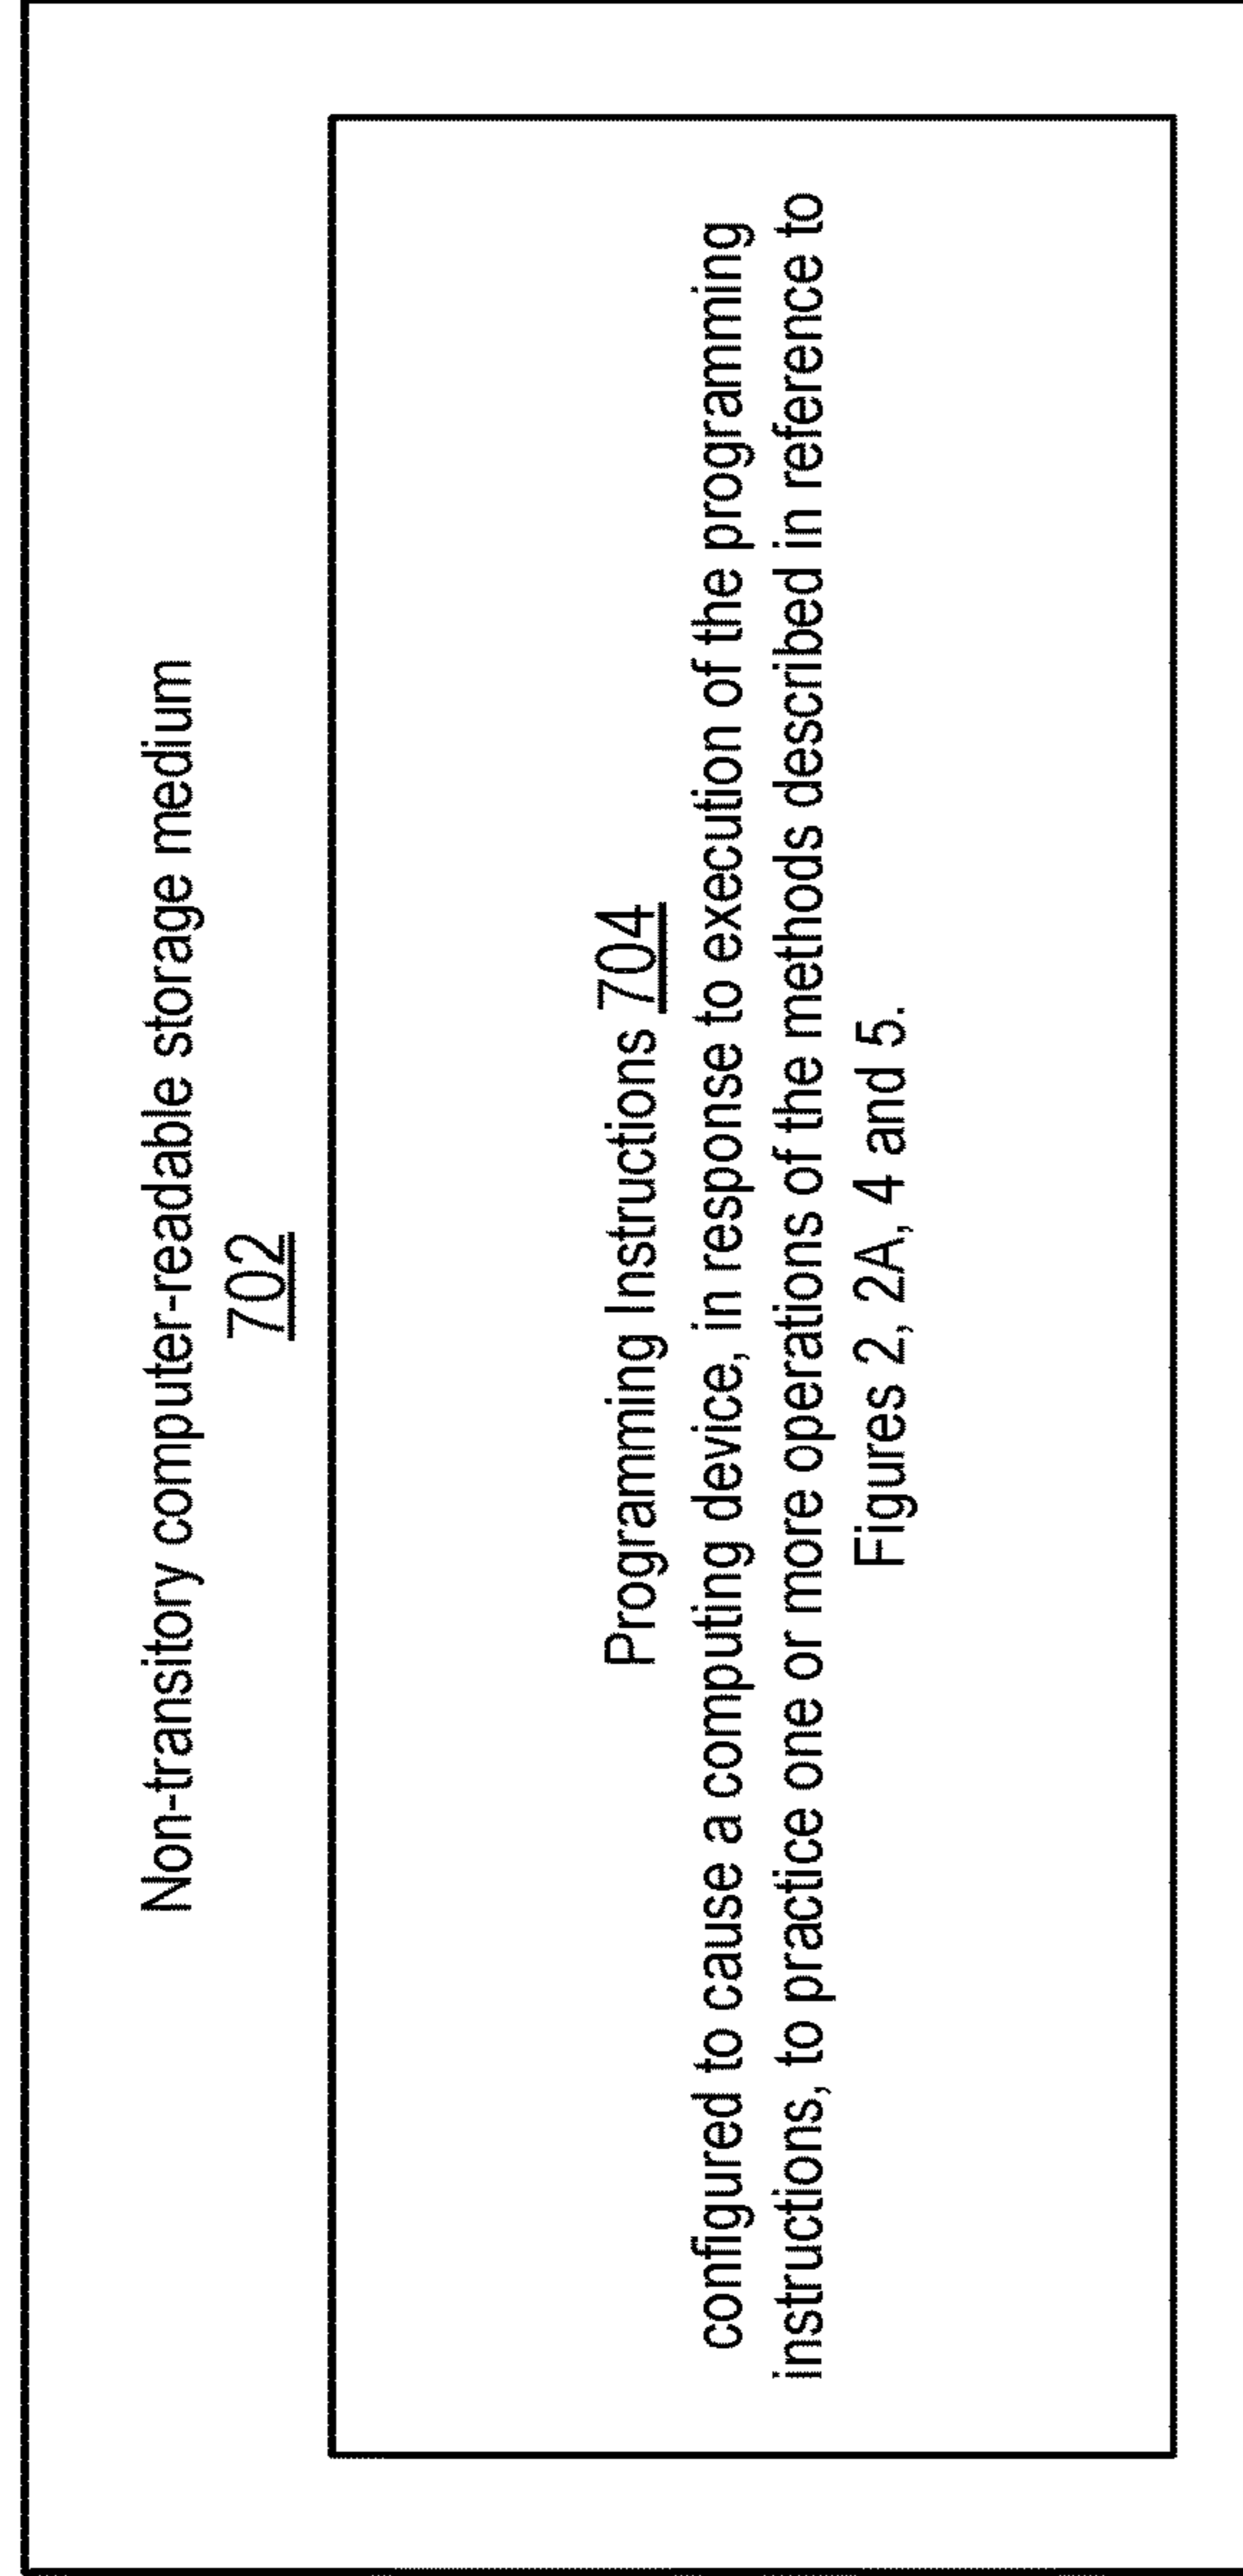 Non-transitory computer-readable storage medium
702
Programming Instructions 704
configured to cause a computing device, in response to execution of the programming
instructions, to practice one or more operations of the methods described in reference to
Figures 2, 2A, 4 and 5.